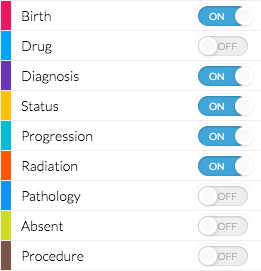 Birth ON
Drug OFF
Diagnosis ON
Status ON
Progression ON
Radiation ON
Pathology OFF
Absent OFF
Procedure OFF